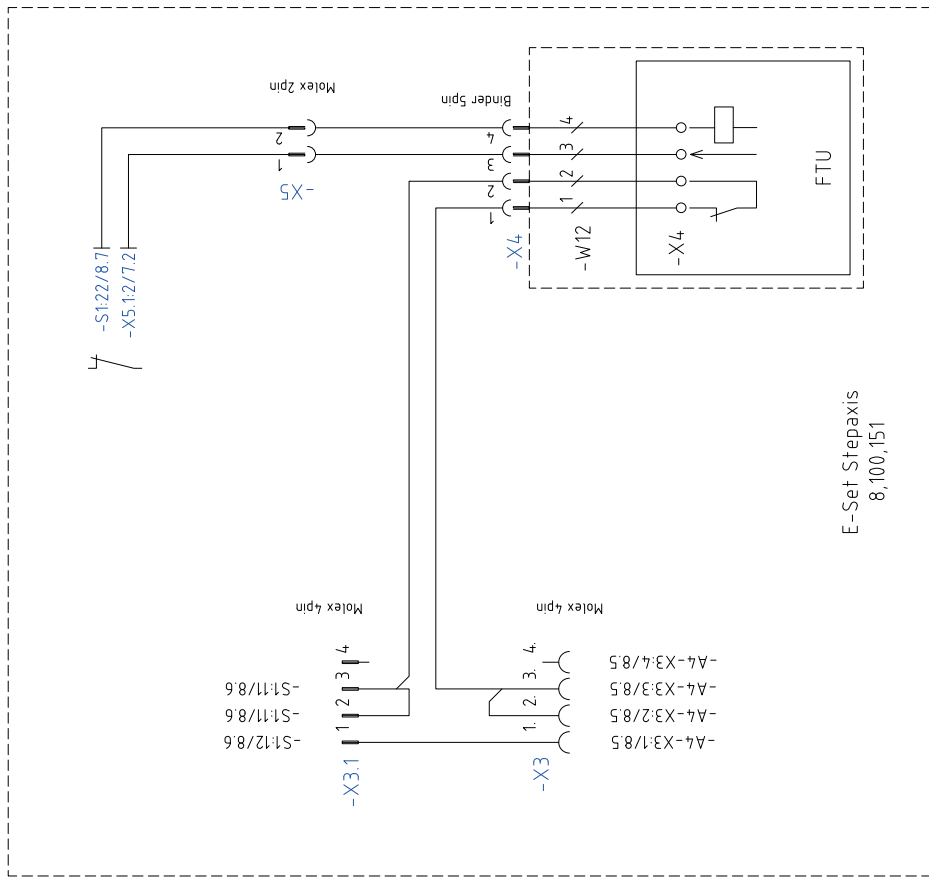 Molex 2pin
Binder 5pin
2
1
-X5
4
3
2
1
-X4
4
3
2
1
-W12
-X4
FTU
-S1:22/8.7
-X5.1:2/7.2
E-Set Stepaxis
8,100,151
Molex 4pin
4
3
2
1
-X3.1
-S1:11/8.6
-S1:11/8.6
-S1:12/8.6
Molex 4pin
4.
3.
2.
1.
-X3
-A4-X3:4/8.5
-A4-X3:3/8.5
-A4-X3:2/8.5
-A4-X3:1/8.5